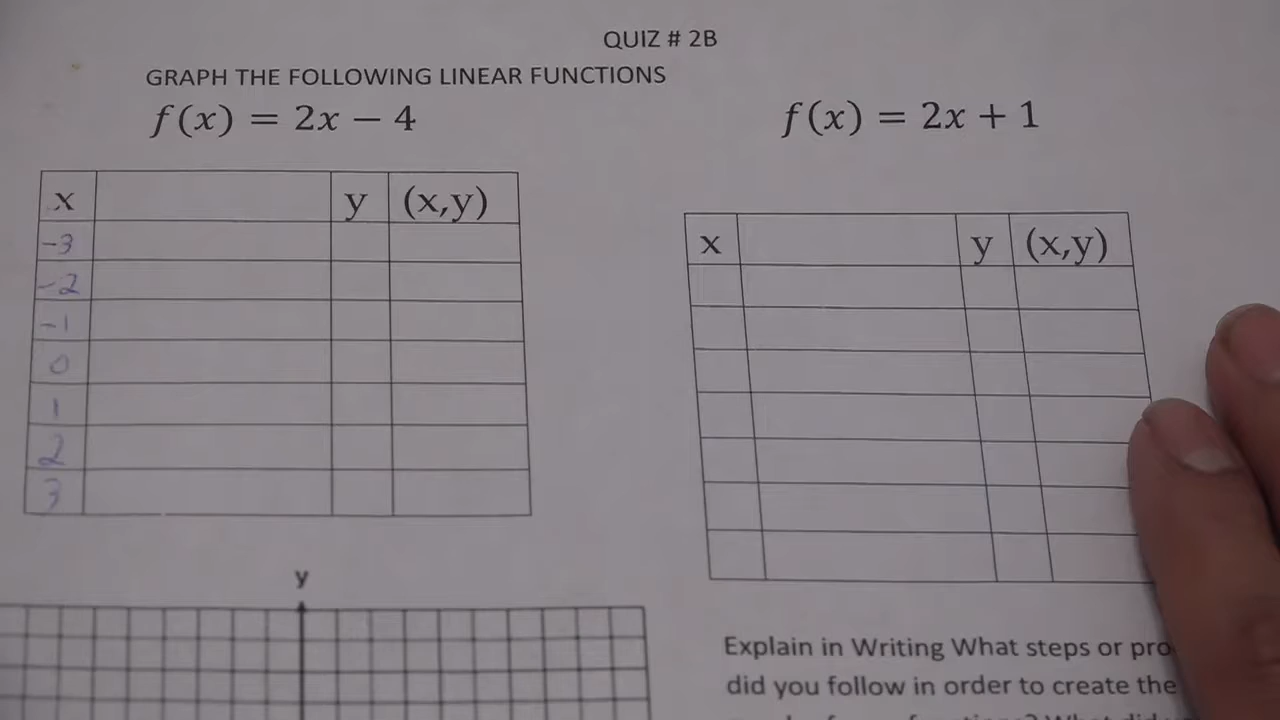 QUIZ # 2B
GRAPH THE FOLLOWING LINEAR FUNCTIONS
f(x) = 2x − 4
f(x) = 2x + 1
x y (x,y)
-3
-2
-1
0
1
2
3
x y (x,y)
y
Explain in Writing What steps or
did you follow in order to create the